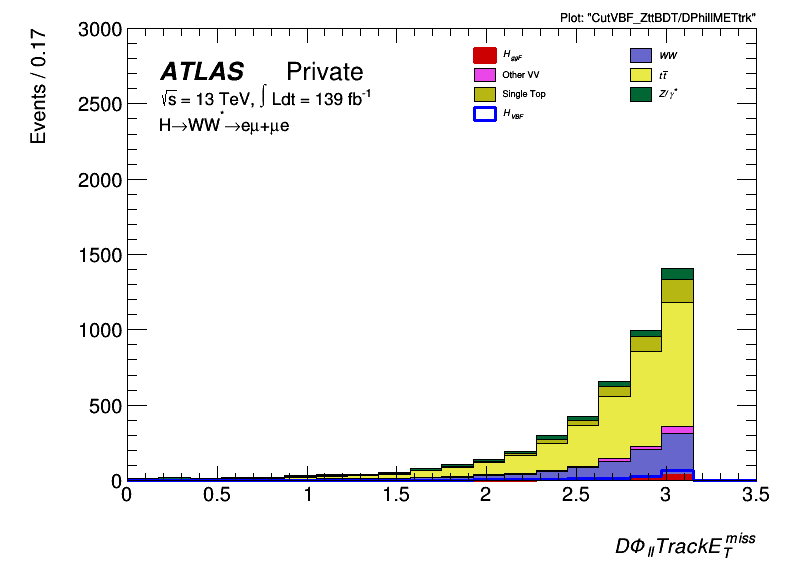 Plot: "CutVBF_ZttBDT/DPhillMETtrk"
Events / 0.17
3000
2500
2000
1500
1000
500
0
ATLAS Private
√s = 13 TeV, ∫ Ldt = 139 fb⁻¹
H→WW*→eμ+μe
H_ggF
WW
Other VV
tt̅
Single Top
Z/γ*
H_VBF
0 0.5 1 1.5 2 2.5 3 3.5
DΦ_ll TrackE_T^miss